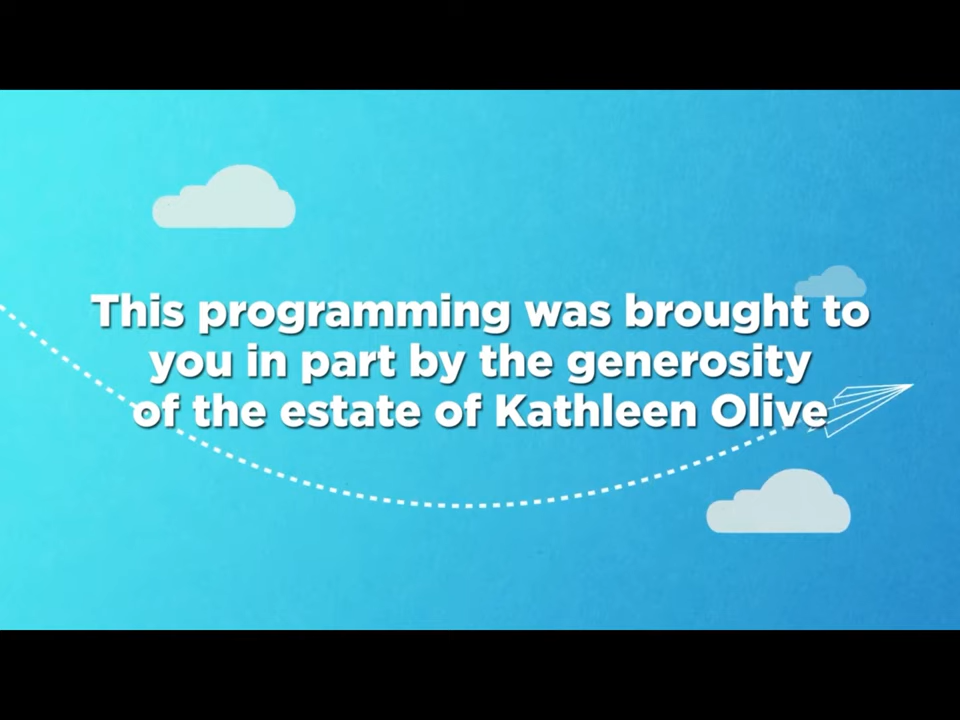 This programming was brought to
you in part by the generosity
of the estate of Kathleen Olive